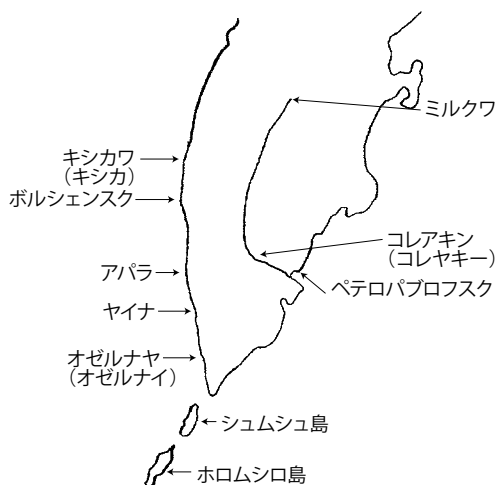 ミルクワ
キシカワ
(キシカ)
ボルシェンスク
コレアキン
(コレヤキー)
アパラ
ペテロパブロフスク
ヤイナ
オゼルナヤ
(オゼルナイ)
シュムシュ島
ホロムシロ島